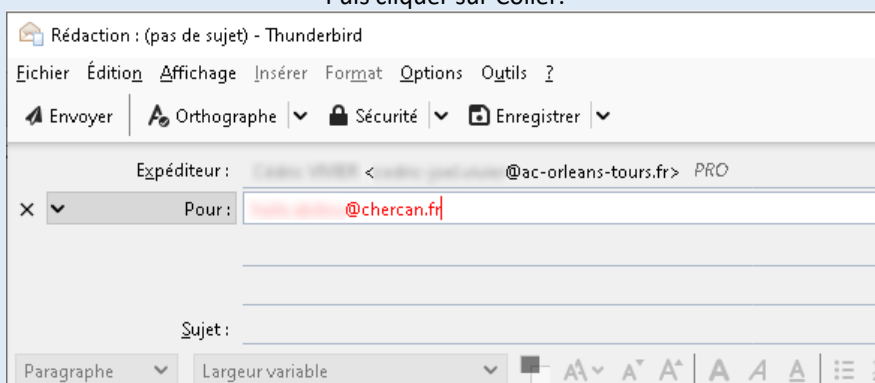 Puis cliquer sur Coller.
Rédaction : (pas de sujet) - Thunderbird
Fichier Édition Affichage Insérer Format Options Outils ?
Envoyer Orthographe Sécurité Enregistrer
Expéditeur : < @ac-orleans-tours.fr> PRO
Pour : @chercan.fr
Sujet :
Paragraphe Largeur variable